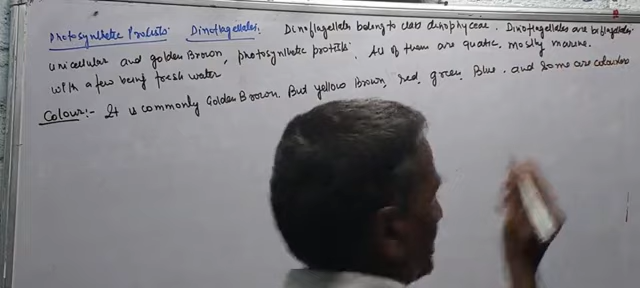 Photosynthetic Protists: Dinoflagellates: Dinoflagellates belong to class dinophyceae. Dinoflagellates are biflagellate,
unicellular and golden Brown, photosynthetic protists. All of them are quatic, mostly marine.
with a few being fresh water
Colour:- It is commonly Golden Brown. But yellow Brown, red, green, Blue. and some are colourless